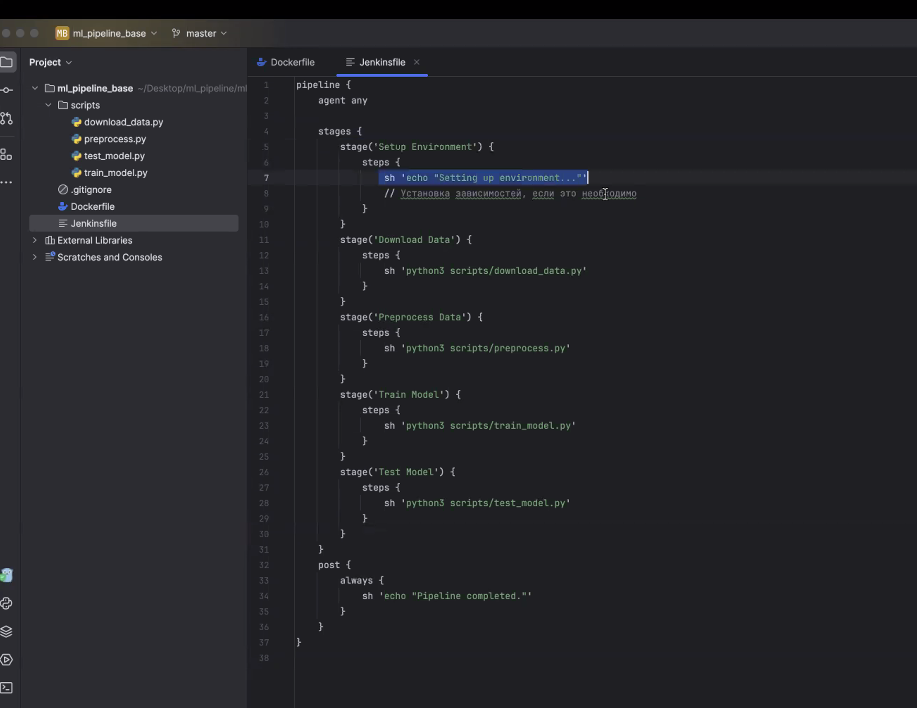 MB ml_pipeline_base master
Project
ml_pipeline_base ~/Desktop/ml_pipeline/ml
scripts
download_data.py
preprocess.py
test_model.py
train_model.py
.gitignore
Dockerfile
Jenkinsfile
External Libraries
Scratches and Consoles
Dockerfile Jenkinsfile
1 pipeline {
2 agent any
3
4 stages {
5 stage('Setup Environment') {
6 steps {
7 sh 'echo "Setting up environment..."'
8 // Установка зависимостей, если это необходимо
9 }
10 }
11 stage('Download Data') {
12 steps {
13 sh 'python3 scripts/download_data.py'
14 }
15 }
16 stage('Preprocess Data') {
17 steps {
18 sh 'python3 scripts/preprocess.py'
19 }
20 }
21 stage('Train Model') {
22 steps {
23 sh 'python3 scripts/train_model.py'
24 }
25 }
26 stage('Test Model') {
27 steps {
28 sh 'python3 scripts/test_model.py'
29 }
30 }
31 }
32 post {
33 always {
34 sh 'echo "Pipeline completed."'
35 }
36 }
37 }
38